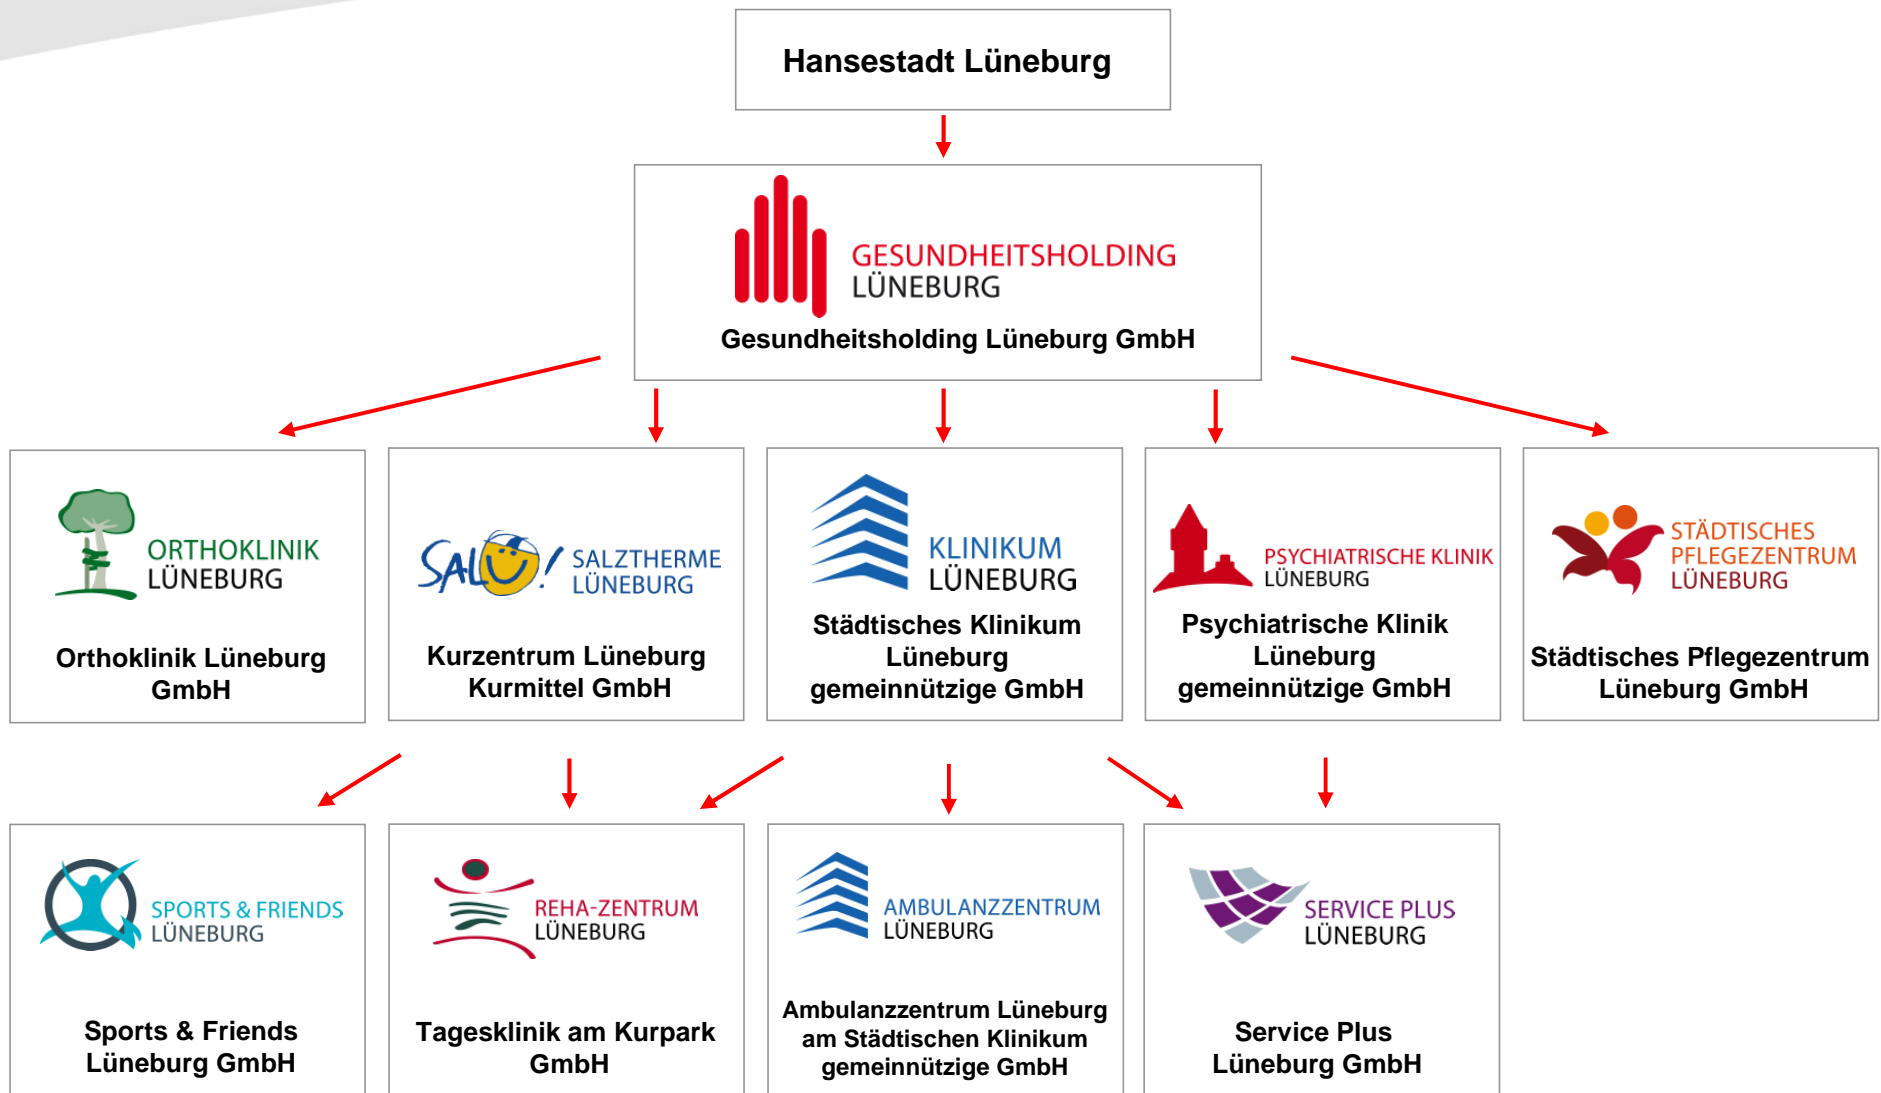 Hansestadt Lüneburg
GESUNDHEITSHOLDING
LÜNEBURG
Gesundheitsholding Lüneburg GmbH
ORTHOKLINIK
LÜNEBURG
Orthoklinik Lüneburg
GmbH
SALÜ! SALZTHERME
LÜNEBURG
Kurzentrum Lüneburg
Kurmittel GmbH
KLINIKUM
LÜNEBURG
Städtisches Klinikum
Lüneburg
gemeinnützige GmbH
PSYCHIATRISCHE KLINIK
LÜNEBURG
Psychiatrische Klinik
Lüneburg
gemeinnützige GmbH
STÄDTISCHES
PFLEGEZENTRUM
LÜNEBURG
Städtisches Pflegezentrum
Lüneburg GmbH
SPORTS & FRIENDS
LÜNEBURG
Sports & Friends
Lüneburg GmbH
REHA-ZENTRUM
LÜNEBURG
Tagesklinik am Kurpark
GmbH
AMBULANZZENTRUM
LÜNEBURG
Ambulanzzentrum Lüneburg
am Städtischen Klinikum
gemeinnützige GmbH
SERVICE PLUS
LÜNEBURG
Service Plus
Lüneburg GmbH